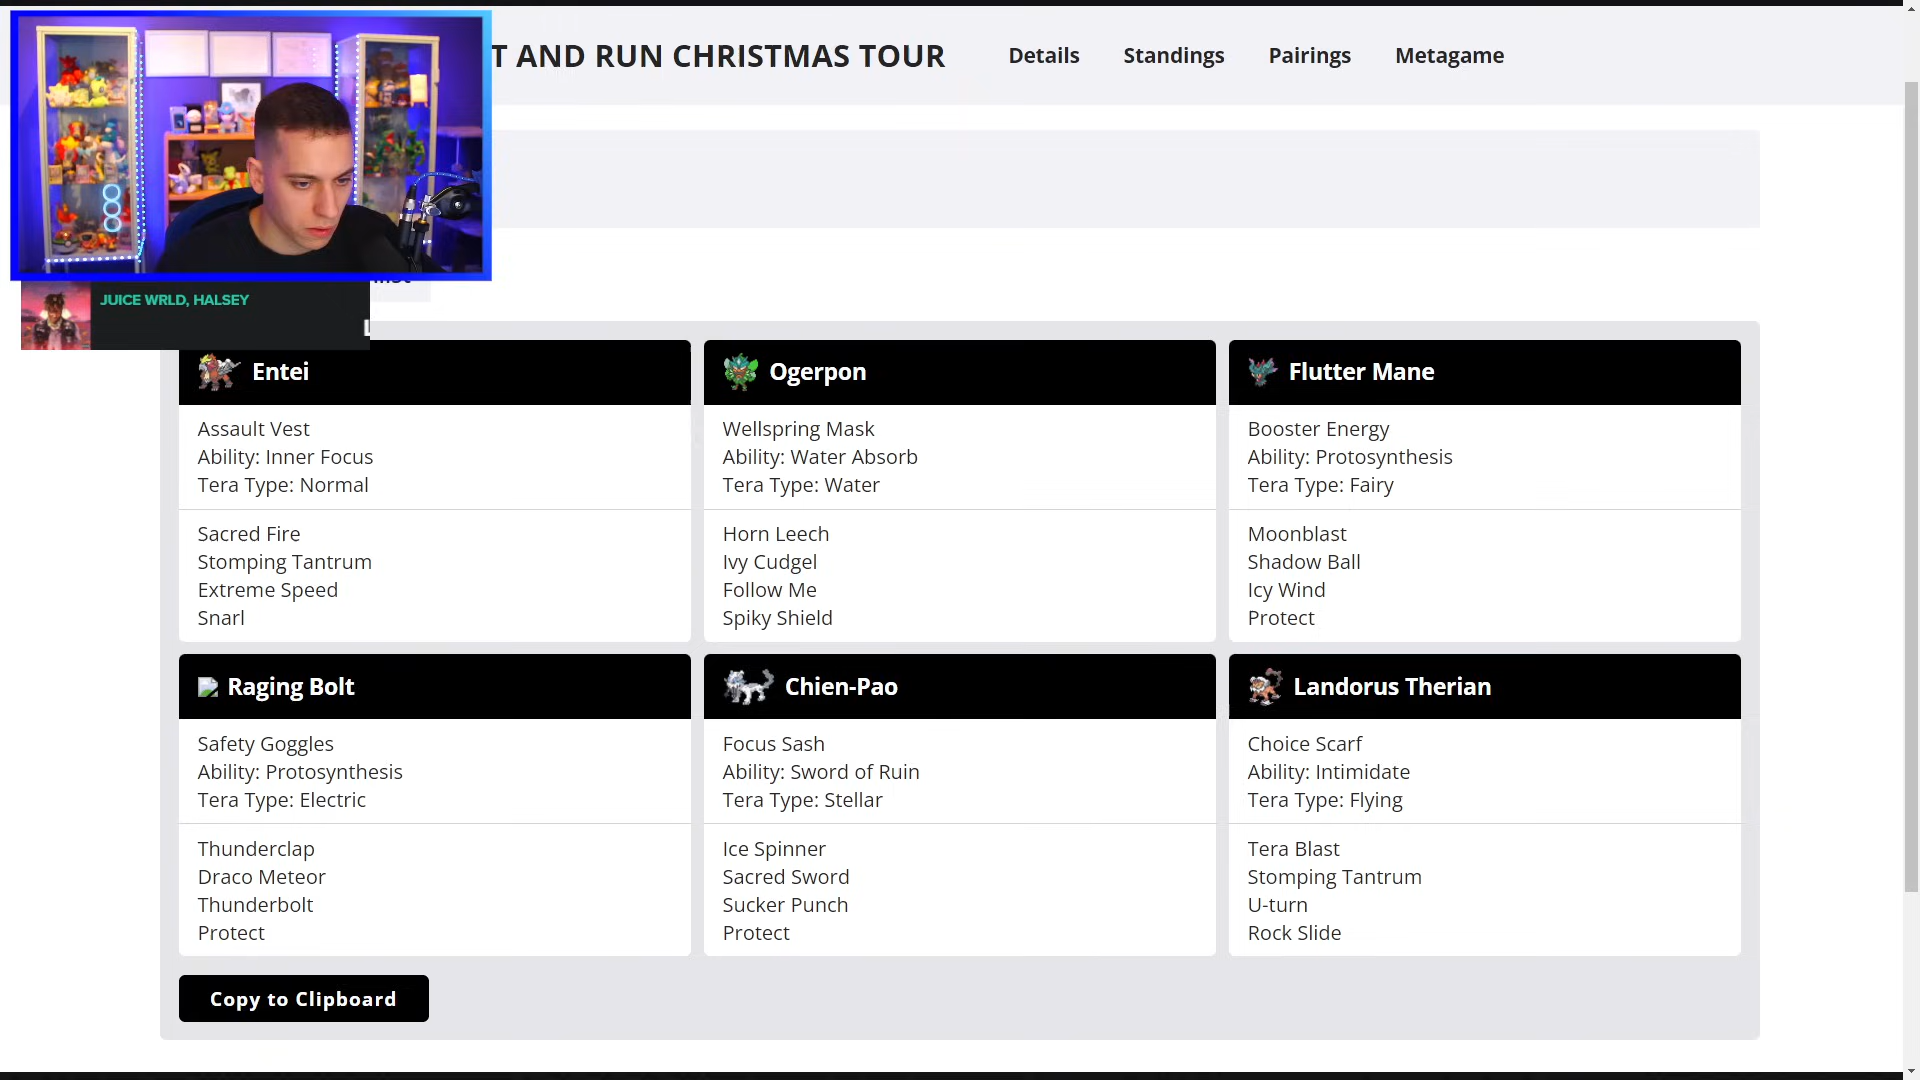 T AND RUN CHRISTMAS TOUR
Details
Standings
Pairings
Metagame
JUICE WRLD, HALSEY
Entei
Assault Vest
Ability: Inner Focus
Tera Type: Normal
Sacred Fire
Stomping Tantrum
Extreme Speed
Snarl
Ogerpon
Wellspring Mask
Ability: Water Absorb
Tera Type: Water
Horn Leech
Ivy Cudgel
Follow Me
Spiky Shield
Flutter Mane
Booster Energy
Ability: Protosynthesis
Tera Type: Fairy
Moonblast
Shadow Ball
Icy Wind
Protect
Raging Bolt
Safety Goggles
Ability: Protosynthesis
Tera Type: Electric
Thunderclap
Draco Meteor
Thunderbolt
Protect
Chien-Pao
Focus Sash
Ability: Sword of Ruin
Tera Type: Stellar
Ice Spinner
Sacred Sword
Sucker Punch
Protect
Landorus Therian
Choice Scarf
Ability: Intimidate
Tera Type: Flying
Tera Blast
Stomping Tantrum
U-turn
Rock Slide
Copy to Clipboard